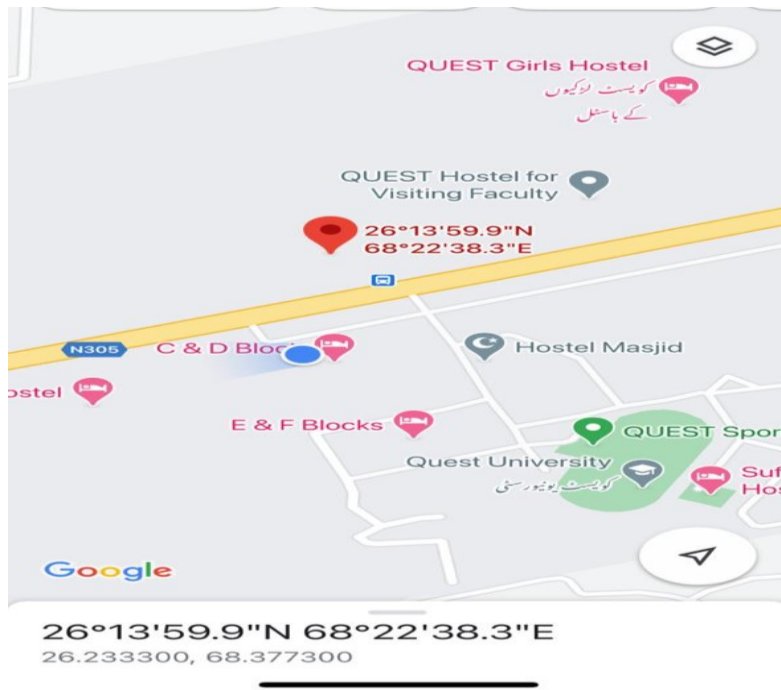 QUEST Girls Hostel
کویسٹ لڑکیوں
کے ہاسٹل
QUEST Hostel for
Visiting Faculty
26°13'59.9"N
68°22'38.3"E
N305
C & D Bloc
Hostel Masjid
ostel
E & F Blocks
QUEST Spor
Quest University
کویسٹ یونیورسٹی
Suf
Hos
Google
26°13'59.9"N 68°22'38.3"E
26.233300, 68.377300